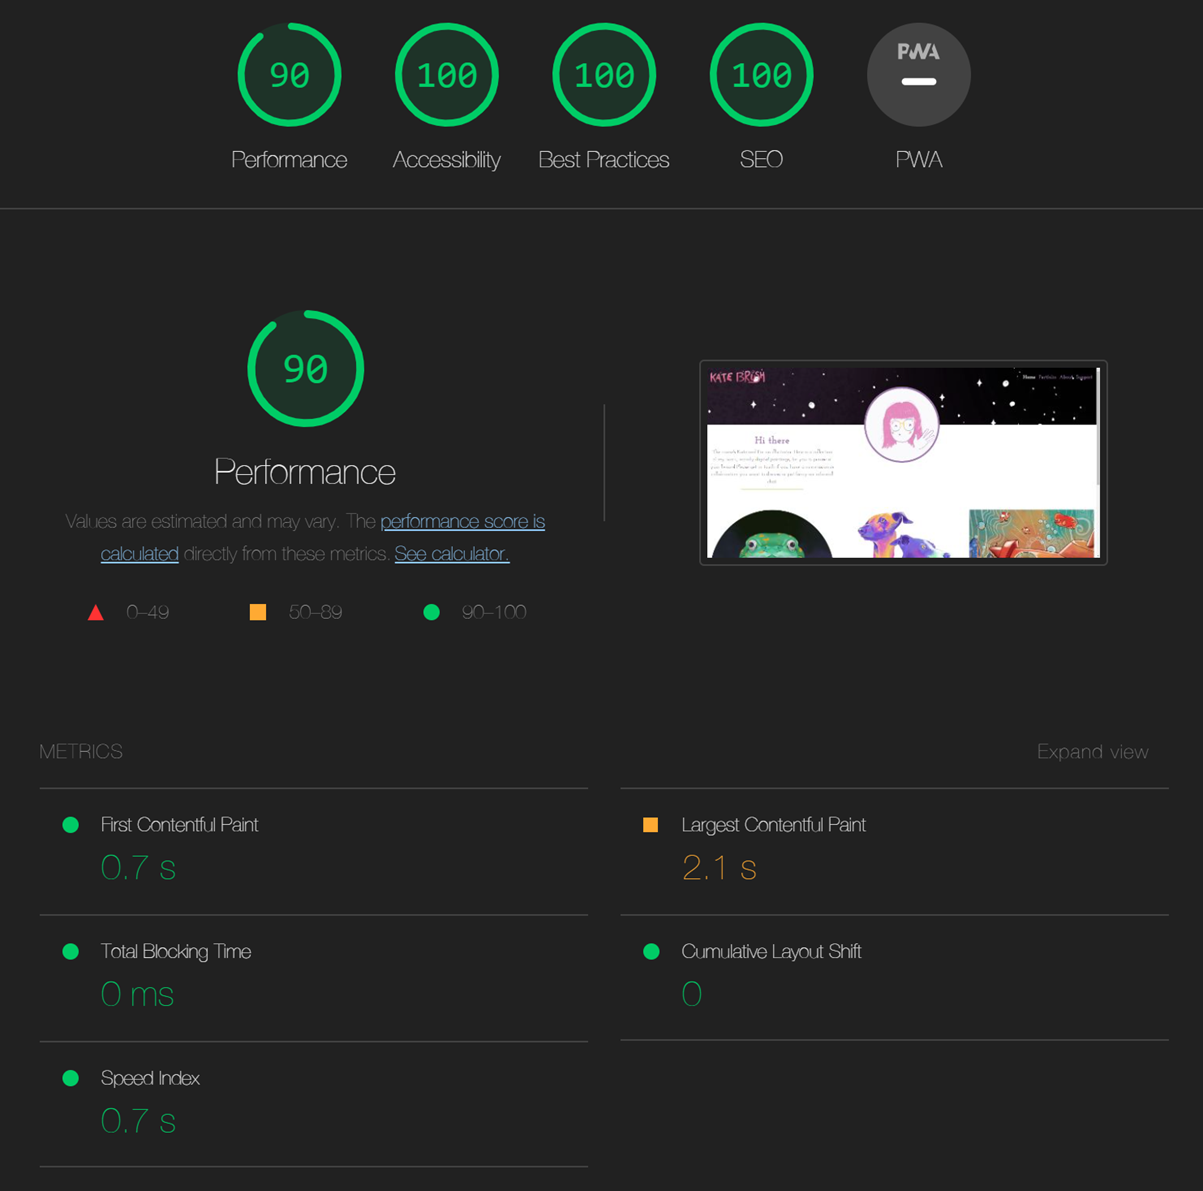 90
100
100
100
PWA
Performance
Accessibility
Best Practices
SEO
PWA
90
Performance
Values are estimated and may vary. The performance score is
calculated directly from these metrics. See calculator.
0–49
50–89
90–100
KATE BRUSH
Home Portfolio About Support
Hi there
METRICS
Expand view
First Contentful Paint
0.7 s
Largest Contentful Paint
2.1 s
Total Blocking Time
0 ms
Cumulative Layout Shift
0
Speed Index
0.7 s